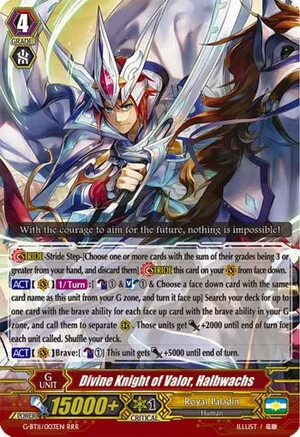 4
GRADE
With the courage to aim for the future, nothing is impossible!
STRIDE-Stride Step-[Choose one or more cards with the sum of their grades being 3 or
greater from your hand, and discard them] STRIDE this card on your from face down.
ACT 1/Turn :[ 1 & 1 & Choose a face down card with the same
card name as this unit from your G zone, and turn it face up] Search your deck for up to
one card with the brave ability for each face up card with the brave ability in your G
zone, and call them to separate . Those units get +2000 until end of turn for
each unit called. Shuffle your deck.
ACT Brave:[ 1] This unit gets +5000 until end of turn.
G UNIT
Divine Knight of Valor, Halbwachs
POWER 15000+
1
CRITICAL
Royal Paladin
Human
G-BT11/003EN RRR
ILLUST /